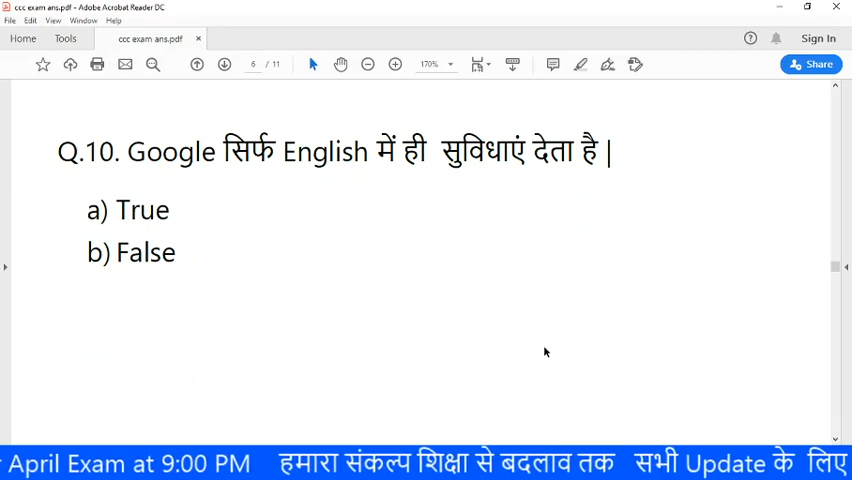 ccc exam ans.pdf - Adobe Acrobat Reader DC
File Edit View Window Help
Home Tools ccc exam ans.pdf × Sign In
6 / 11 170% Share
Q.10. Google सिर्फ English में ही सुविधाएं देता है |
a) True
b) False
April Exam at 9:00 PM हमारा संकल्प शिक्षा से बदलाव तक सभी Update के लिए